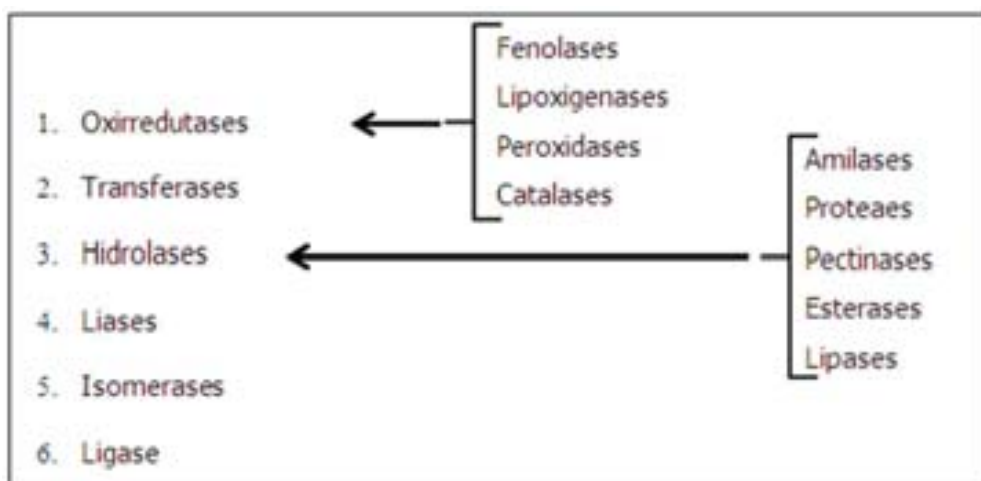 1. Oxirredutases
2. Transferases
3. Hidrolases
4. Liases
5. Isomerases
6. Ligase
Fenolases
Lipoxigenases
Peroxidases
Catalases
Amilases
Proteaes
Pectinases
Esterases
Lipases